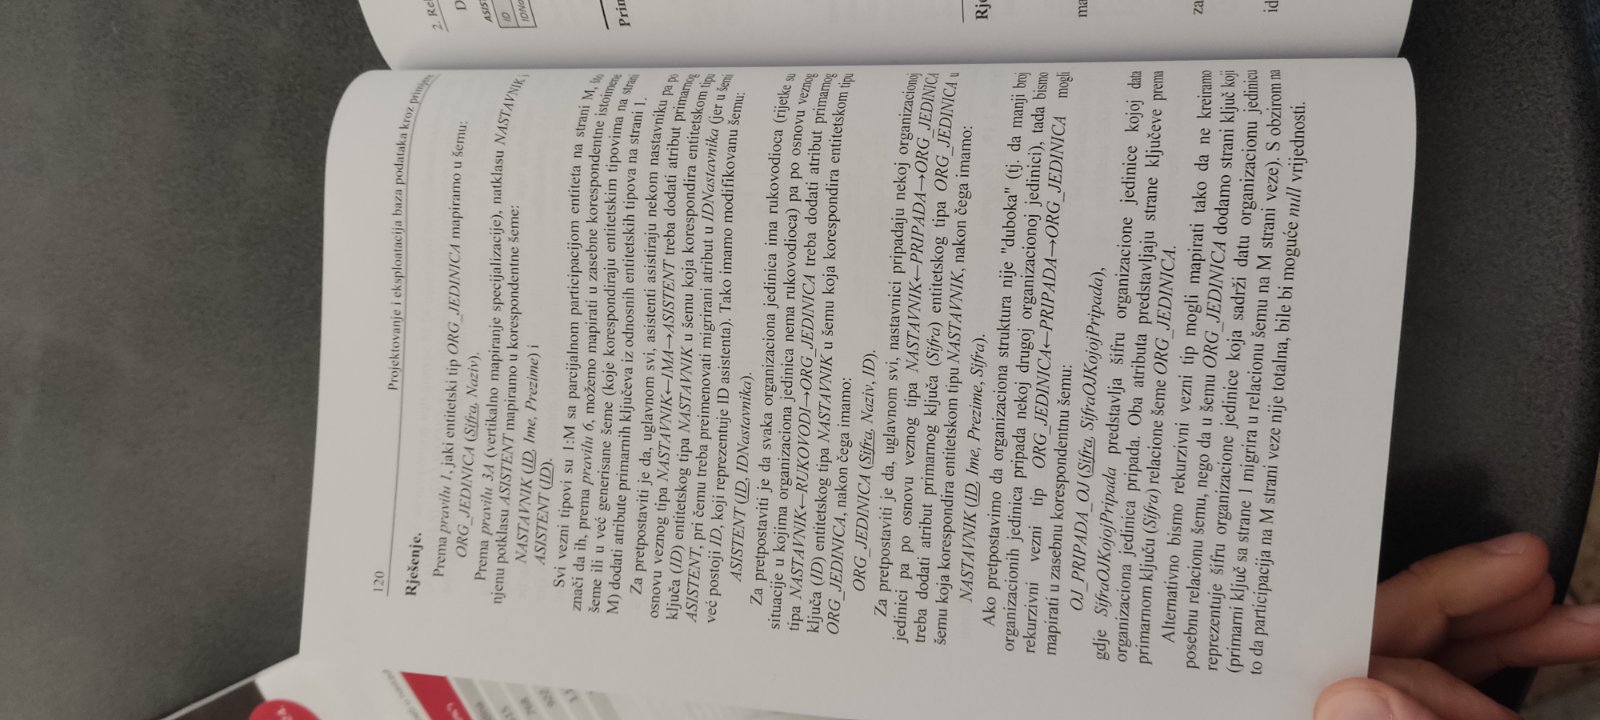 120
Projektovanje i eksploatacija baza podataka kroz primjere
Rješenje.
Prema pravilu 1, jaki entitetski tip ORG_JEDINICA mapiramo u šemu:
ORG_JEDINICA (Sifra, Naziv).
Prema pravilu 3A (vertikalno mapiranje specijalizacije), natklasu NASTAVNIK i
njenu potklasu ASISTENT mapiramo u korespondentne šeme:
NASTAVNIK (ID, Ime, Prezime) i
ASISTENT (ID).
Svi vezni tipovi su 1:M sa parcijalnom participacijom entiteta na strani M, što
znači da ih, prema pravilu 6, možemo mapirati u zasebne korespondentne istoimene
šeme ili u već generisane šeme (koje korespondiraju entitetskim tipovima na strani
M) dodati atribute primarnih ključeva iz odnosnih entitetskih tipova na strani 1.
Za pretpostaviti je da, uglavnom svi, asistenti asistiraju nekom nastavniku pa po
osnovu veznog tipa NASTAVNIK←IMA→ASISTENT treba dodati atribut primarnog
ključa (ID) entitetskog tipa NASTAVNIK u šemu koja korespondira entitetskom tipu
ASISTENT, pri čemu treba preimenovati migrirani atribut u IDNastavnika (jer u šemi
već postoji ID, koji reprezentuje ID asistenta). Tako imamo modifikovanu šemu:
ASISTENT (ID, IDNastavnika).
Za pretpostaviti je da svaka organizaciona jedinica ima rukovodioca (rijetke su
situacije u kojima organizaciona jedinica nema rukovodioca) pa po osnovu veznog
tipa NASTAVNIK←RUKOVODI→ORG_JEDINICA treba dodati atribut primarnog
ključa (ID) entitetskog tipa NASTAVNIK u šemu koja korespondira entitetskom tipu
ORG_JEDINICA, nakon čega imamo:
ORG_JEDINICA (Sifra, Naziv, ID).
Za pretpostaviti je da, uglavnom svi, nastavnici pripadaju nekoj organizacionoj
jedinici pa po osnovu veznog tipa NASTAVNIK←PRIPADA→ORG_JEDINICA
treba dodati atribut primarnog ključa (Sifra) entitetskog tipa ORG_JEDINICA u
šemu koja korespondira entitetskom tipu NASTAVNIK, nakon čega imamo:
NASTAVNIK (ID, Ime, Prezime, Sifra).
Ako pretpostavimo da organizaciona struktura nije "duboka" (tj. da manji broj
organizacionih jedinica pripada nekoj drugoj organizacionoj jedinici), tada bismo
rekurzivni vezni tip ORG_JEDINICA←PRIPADA→ORG_JEDINICA mogli
mapirati u zasebnu korespondentnu šemu:
OJ_PRIPADA_OJ (Sifra, SifraOJKojojPripada),
gdje SifraOJKojojPripada predstavlja šifru organizacione jedinice kojoj data
organizaciona jedinica pripada. Oba atributa predstavljaju strane ključeve prema
primarnom ključu (Sifra) relacione šeme ORG_JEDINICA.
Alternativno bismo rekurzivni vezni tip mogli mapirati tako da ne kreiramo
posebnu relacionu šemu, nego da u šemu ORG_JEDINICA dodamo strani ključ koji
reprezentuje šifru organizacione jedinice koja sadrži datu organizacionu jedinicu
(primarni ključ sa strane 1 migrira u relacionu šemu na M strani veze). S obzirom na
to da participacija na M strani veze nije totalna, bile bi moguće null vrijednosti.
2. Rel
ID